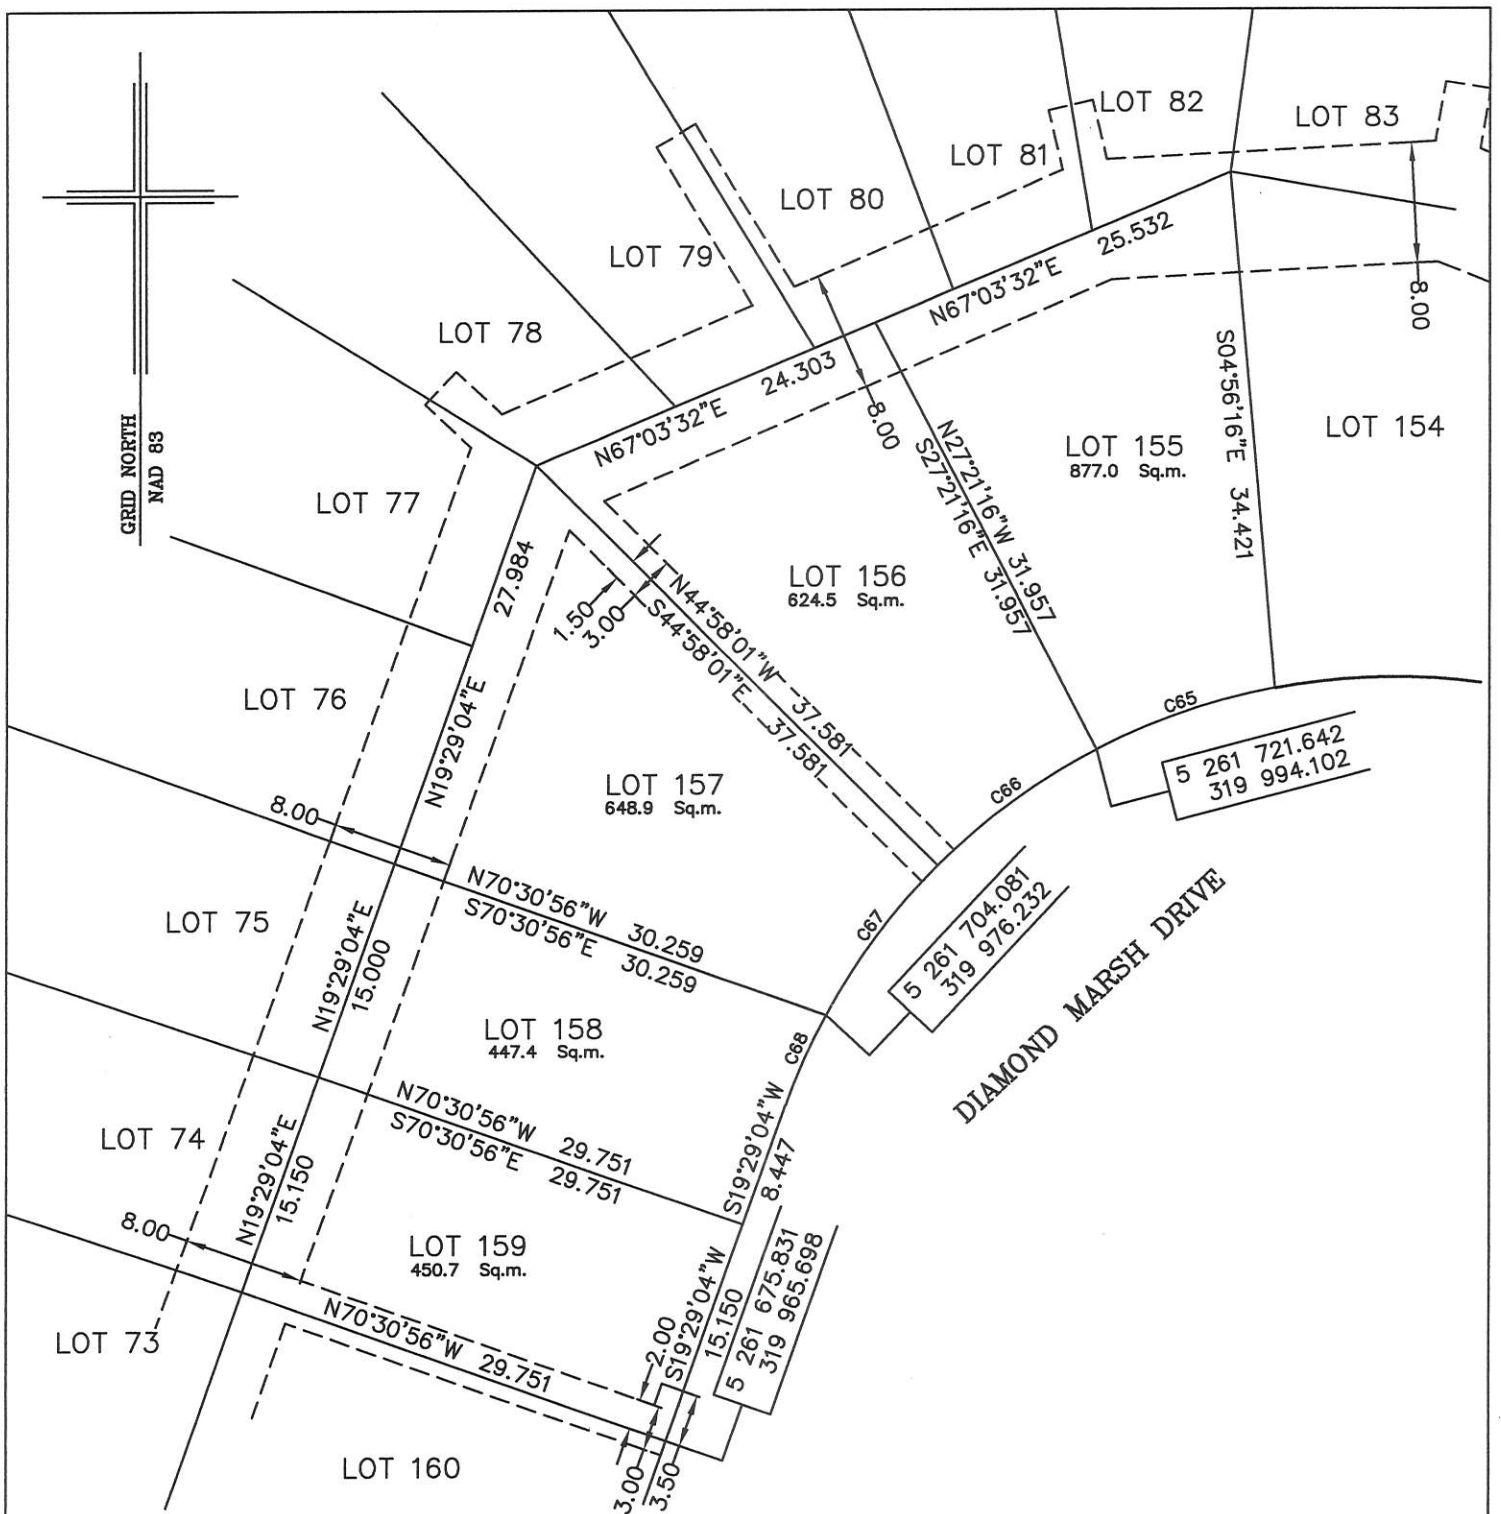 LOT 82
LOT 83
LOT 81
LOT 80
LOT 79
LOT 78
LOT 77
LOT 76
LOT 75
LOT 74
LOT 73
GRID NORTH
NAD 83
N67°03'32"E 25.532
N67°03'32"E 24.303
8.00
8.00
S04°56'16"E 34.421
LOT 154
LOT 155
877.0 Sq.m.
N27°21'16"W 31.957
S27°21'16"E 31.957
LOT 156
624.5 Sq.m.
27.984
N19°29'04"E
1.50
3.00
N44°58'01"W 37.581
S44°58'01"E 37.581
C65
5 261 721.642
319 994.102
C66
LOT 157
648.9 Sq.m.
8.00
N70°30'56"W 30.259
S70°30'56"E 30.259
C67
5 261 704.081
319 976.232
DIAMOND MARSH DRIVE
N19°29'04"E
15.000
LOT 158
447.4 Sq.m.
C68
S19°29'04"W
8.447
N70°30'56"W 29.751
S70°30'56"E 29.751
N19°29'04"E
15.150
8.00
LOT 159
450.7 Sq.m.
S19°29'04"W
15.150
5 261 675.831
319 965.698
2.00
N70°30'56"W 29.751
LOT 160
3.00
3.50